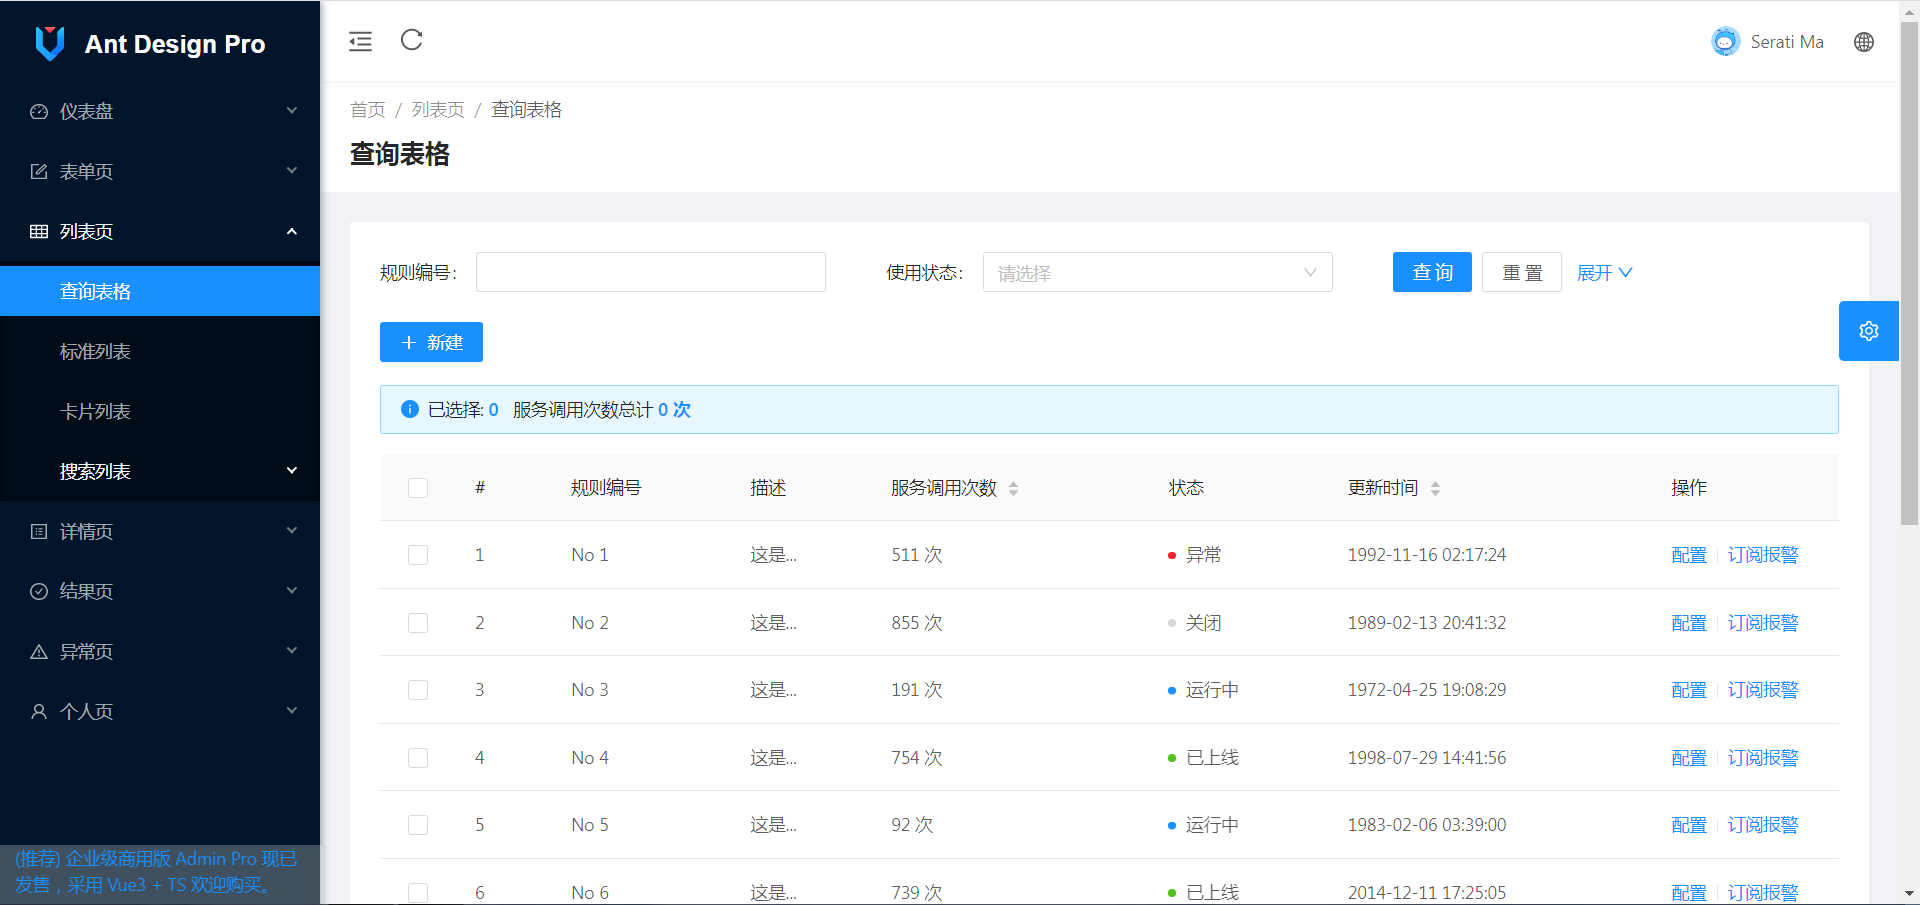 Ant Design Pro
仪表盘
表单页
列表页
查询表格
标准列表
卡片列表
搜索列表
详情页
结果页
异常页
个人页
(推荐) 企业级商用版 Admin Pro 现已
发售，采用 Vue3 + TS 欢迎购买。
Serati Ma
首页 / 列表页 / 查询表格
查询表格
规则编号: 使用状态: 请选择 查 询 重 置 展开
新建
已选择: 0 服务调用次数总计 0 次
# 规则编号 描述 服务调用次数 状态 更新时间 操作
1 No 1 这是... 511 次 异常 1992-11-16 02:17:24 配置 订阅报警
2 No 2 这是... 855 次 关闭 1989-02-13 20:41:32 配置 订阅报警
3 No 3 这是... 191 次 运行中 1972-04-25 19:08:29 配置 订阅报警
4 No 4 这是... 754 次 已上线 1998-07-29 14:41:56 配置 订阅报警
5 No 5 这是... 92 次 运行中 1983-02-06 03:39:00 配置 订阅报警
6 No 6 这是... 739 次 已上线 2014-12-11 17:25:05 配置 订阅报警